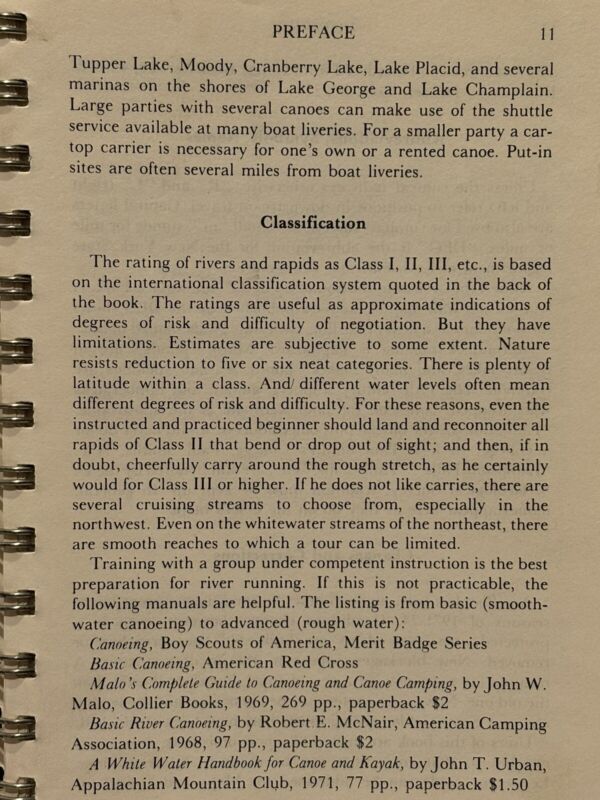 PREFACE 11
Tupper Lake, Moody, Cranberry Lake, Lake Placid, and several
marinas on the shores of Lake George and Lake Champlain.
Large parties with several canoes can make use of the shuttle
service available at many boat liveries. For a smaller party a car-
top carrier is necessary for one's own or a rented canoe. Put-in
sites are often several miles from boat liveries.
Classification
The rating of rivers and rapids as Class I, II, III, etc., is based
on the international classification system quoted in the back of
the book. The ratings are useful as approximate indications of
degrees of risk and difficulty of negotiation. But they have
limitations. Estimates are subjective to some extent. Nature
resists reduction to five or six neat categories. There is plenty of
latitude within a class. And/ different water levels often mean
different degrees of risk and difficulty. For these reasons, even the
instructed and practiced beginner should land and reconnoiter all
rapids of Class II that bend or drop out of sight; and then, if in
doubt, cheerfully carry around the rough stretch, as he certainly
would for Class III or higher. If he does not like carries, there are
several cruising streams to choose from, especially in the
northwest. Even on the whitewater streams of the northeast, there
are smooth reaches to which a tour can be limited.
Training with a group under competent instruction is the best
preparation for river running. If this is not practicable, the
following manuals are helpful. The listing is from basic (smooth-
water canoeing) to advanced (rough water):
Canoeing, Boy Scouts of America, Merit Badge Series
Basic Canoeing, American Red Cross
Malo's Complete Guide to Canoeing and Canoe Camping, by John W.
Malo, Collier Books, 1969, 269 pp., paperback $2
Basic River Canoeing, by Robert E. McNair, American Camping
Association, 1968, 97 pp., paperback $2
A White Water Handbook for Canoe and Kayak, by John T. Urban,
Appalachian Mountain Club, 1971, 77 pp., paperback $1.50